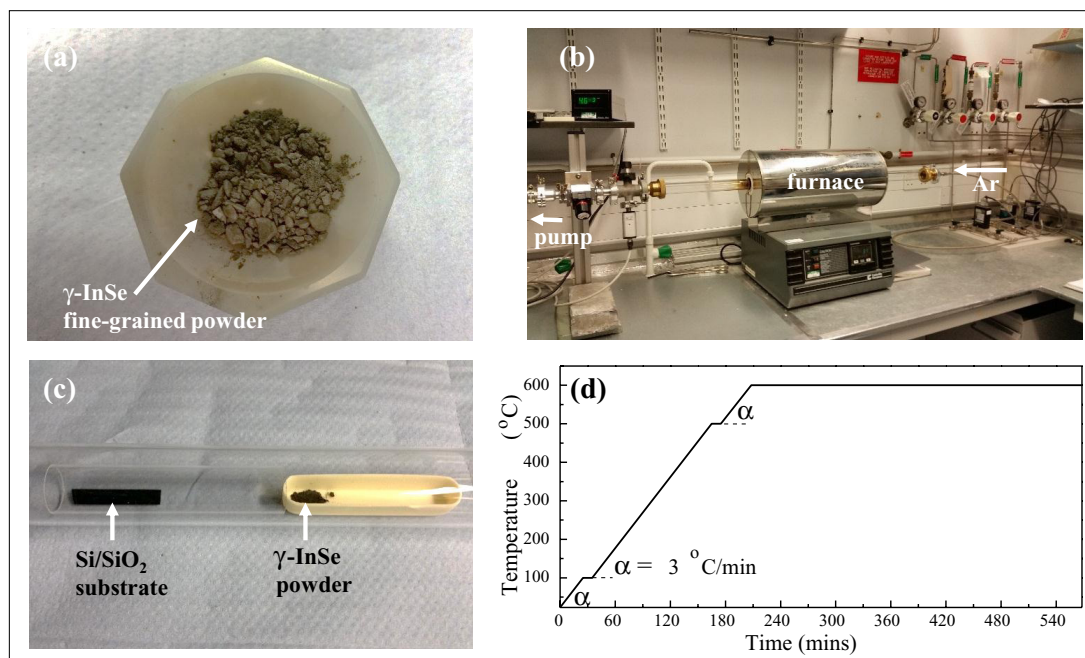 (a)
γ-InSe
fine-grained powder
(b)
furnace
Ar
pump
(c)
Si/SiO₂
substrate
γ-InSe
powder
(d)
Temperature (°C)
600
500
400
300
200
100
α
α = 3 °C/min
α
0 60 120 180 240 300 360 420 480 540
Time (mins)